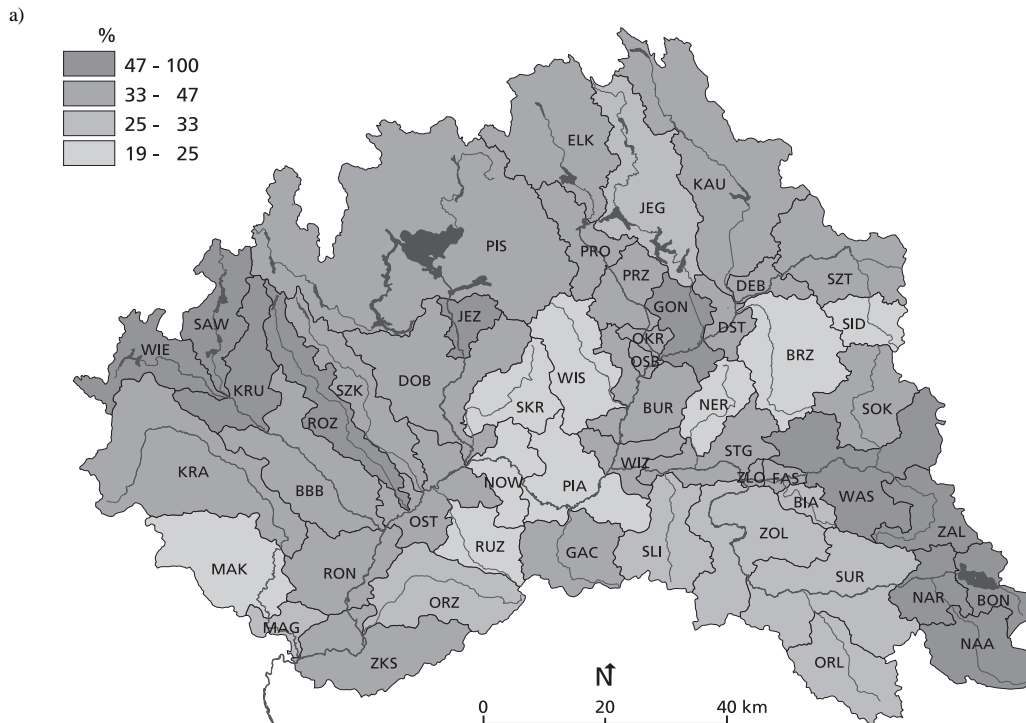 a)
%
47 - 100
33 - 47
25 - 33
19 - 25
ELK
KAU
JEG
PIS
PRO
PRZ
SZT
DEB
GON
JEZ
SAW
DST
SID
OKR
WIE
BRZ
OSB
SZK
DOB
WIS
KRU
NER
SKR
BUR
SOK
ROZ
STG
WIZ
KRA
ZLO
FAS
NOW
PIA
BBB
BIA
WAS
OST
ZOL
ZAL
RUZ
GAC
SLI
MAK
RON
SUR
NAR
BON
ORZ
MAG
NAA
ZKS
ORL
N
0 20 40 km